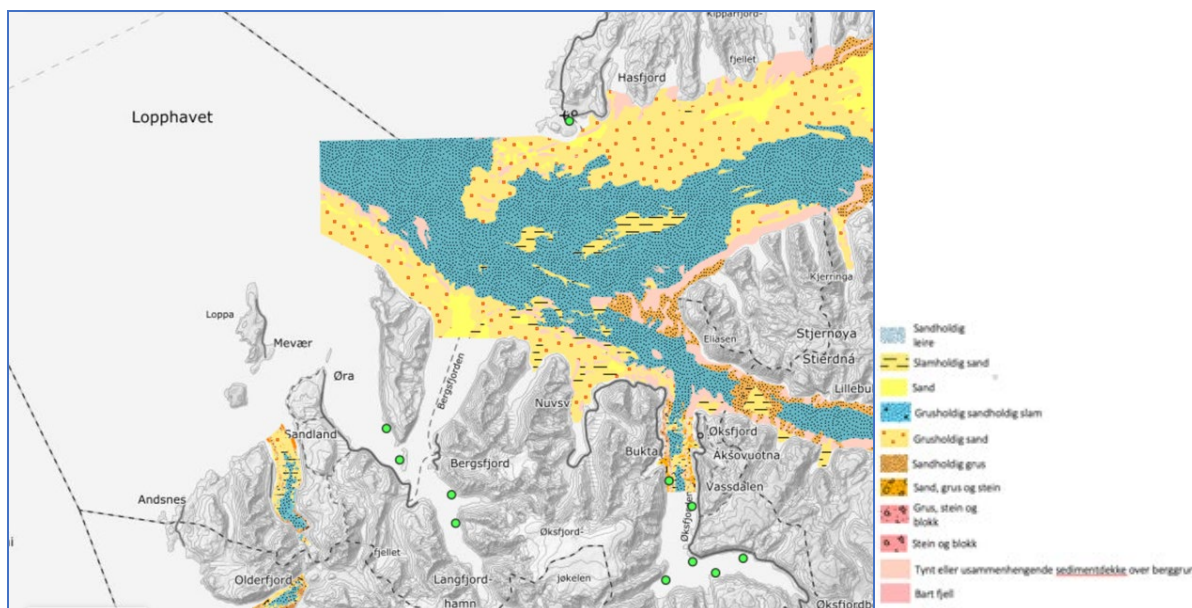 Kipparfjord-
fjellet
Hasfjord
Lopphavet
Kjerringa
Loppa
Mevær
Eliasen
Stjernøya
Stierdná
Øra
Bergsfjorden
Lillebu
Nuvsv
Sandland
Øksfjord
Bergsfjord
Bukta
Aksovuotna
Andsnes
Vassdalen
Øksfjorden
Øksfjord-
fjellet
jøkelen
Olderfjord
Langfjord-
hamn
Øksfjordb
Sandholdig
leire
Slamholdig sand
Sand
Grusholdig sandholdig slam
Grusholdig sand
Sandholdig grus
Sand, grus og stein
Grus, stein og
blokk
Stein og blokk
Tynt eller usammenhengende sedimentdekke over berggrun
Bart fjell